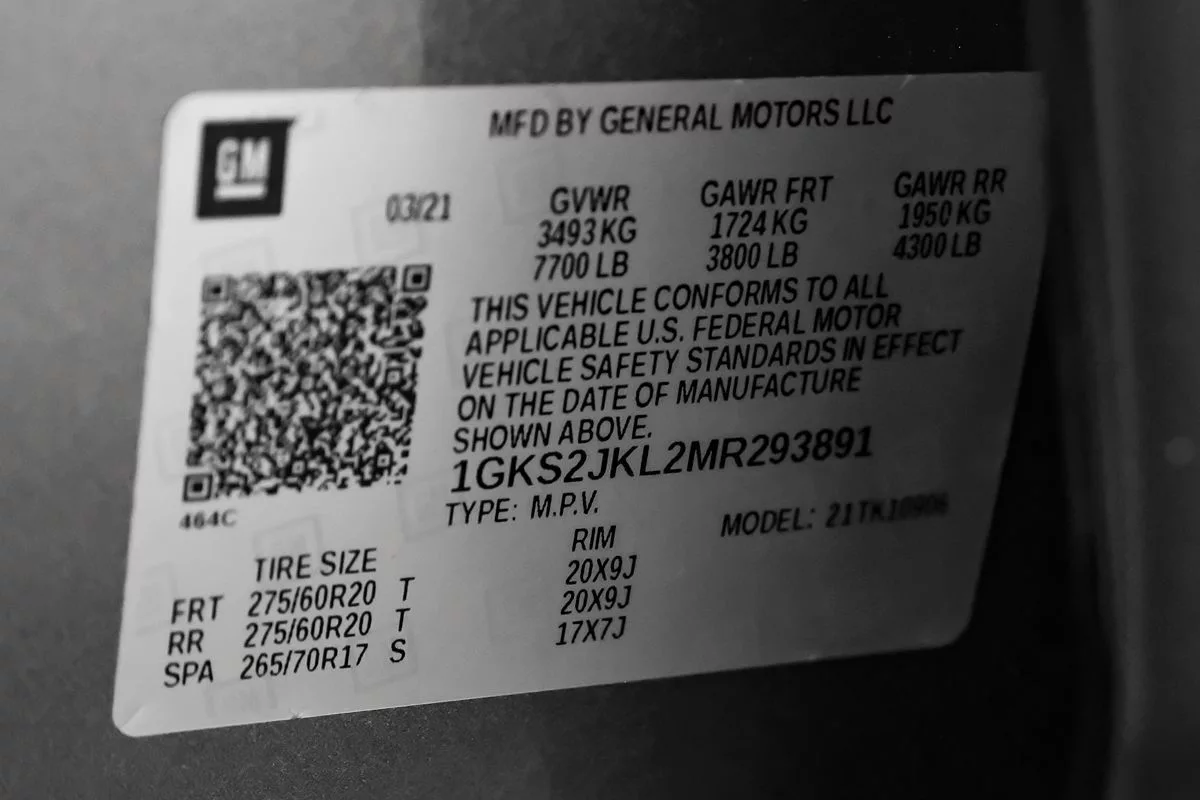 GM
MFD BY GENERAL MOTORS LLC
03/21
GVWR GAWR FRT GAWR RR
3493 KG 1724 KG 1950 KG
7700 LB 3800 LB 4300 LB
THIS VEHICLE CONFORMS TO ALL
APPLICABLE U.S. FEDERAL MOTOR
VEHICLE SAFETY STANDARDS IN EFFECT
ON THE DATE OF MANUFACTURE
SHOWN ABOVE.
1GKS2JKL2MR293891
464C
TYPE: M.P.V. MODEL: 21TK10906
TIRE SIZE RIM
FRT 275/60R20 T 20X9J
RR 275/60R20 T 20X9J
SPA 265/70R17 S 17X7J